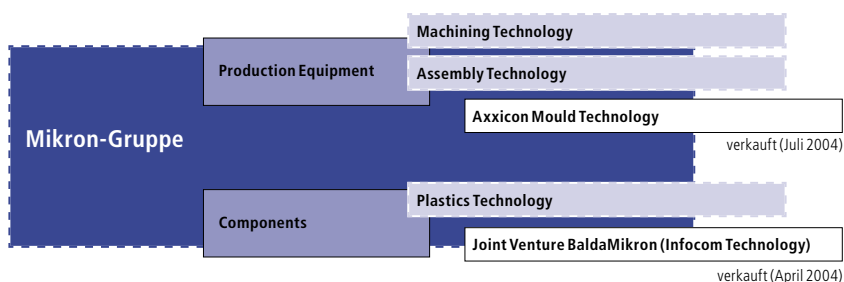 Machining Technology
Production Equipment
Assembly Technology
Axxicon Mould Technology
Mikron-Gruppe
verkauft (Juli 2004)
Plastics Technology
Components
Joint Venture BaldaMikron (Infocom Technology)
verkauft (April 2004)